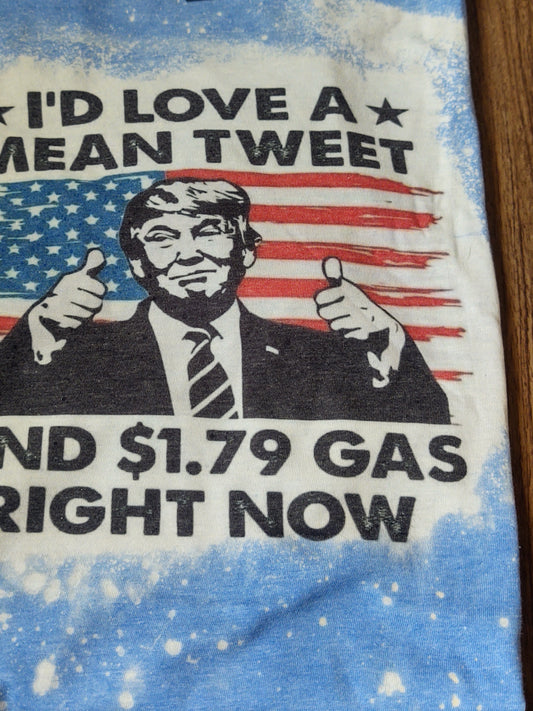 I'D LOVE A
MEAN TWEET
ND $1.79 GAS
RIGHT NOW